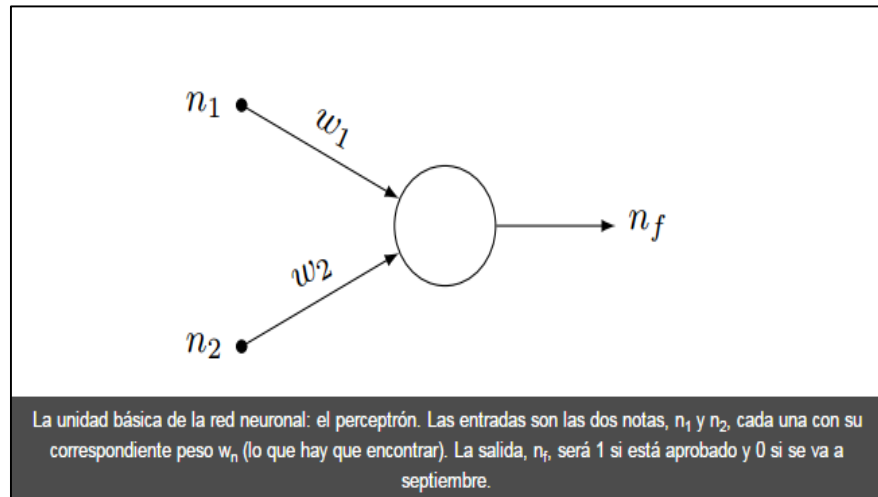 n₁
w₁
n_f
w₂
n₂
La unidad básica de la red neuronal: el perceptrón. Las entradas son las dos notas, n₁ y n₂, cada una con su
correspondiente peso wₙ (lo que hay que encontrar). La salida, n_f, será 1 si está aprobado y 0 si se va a
septiembre.